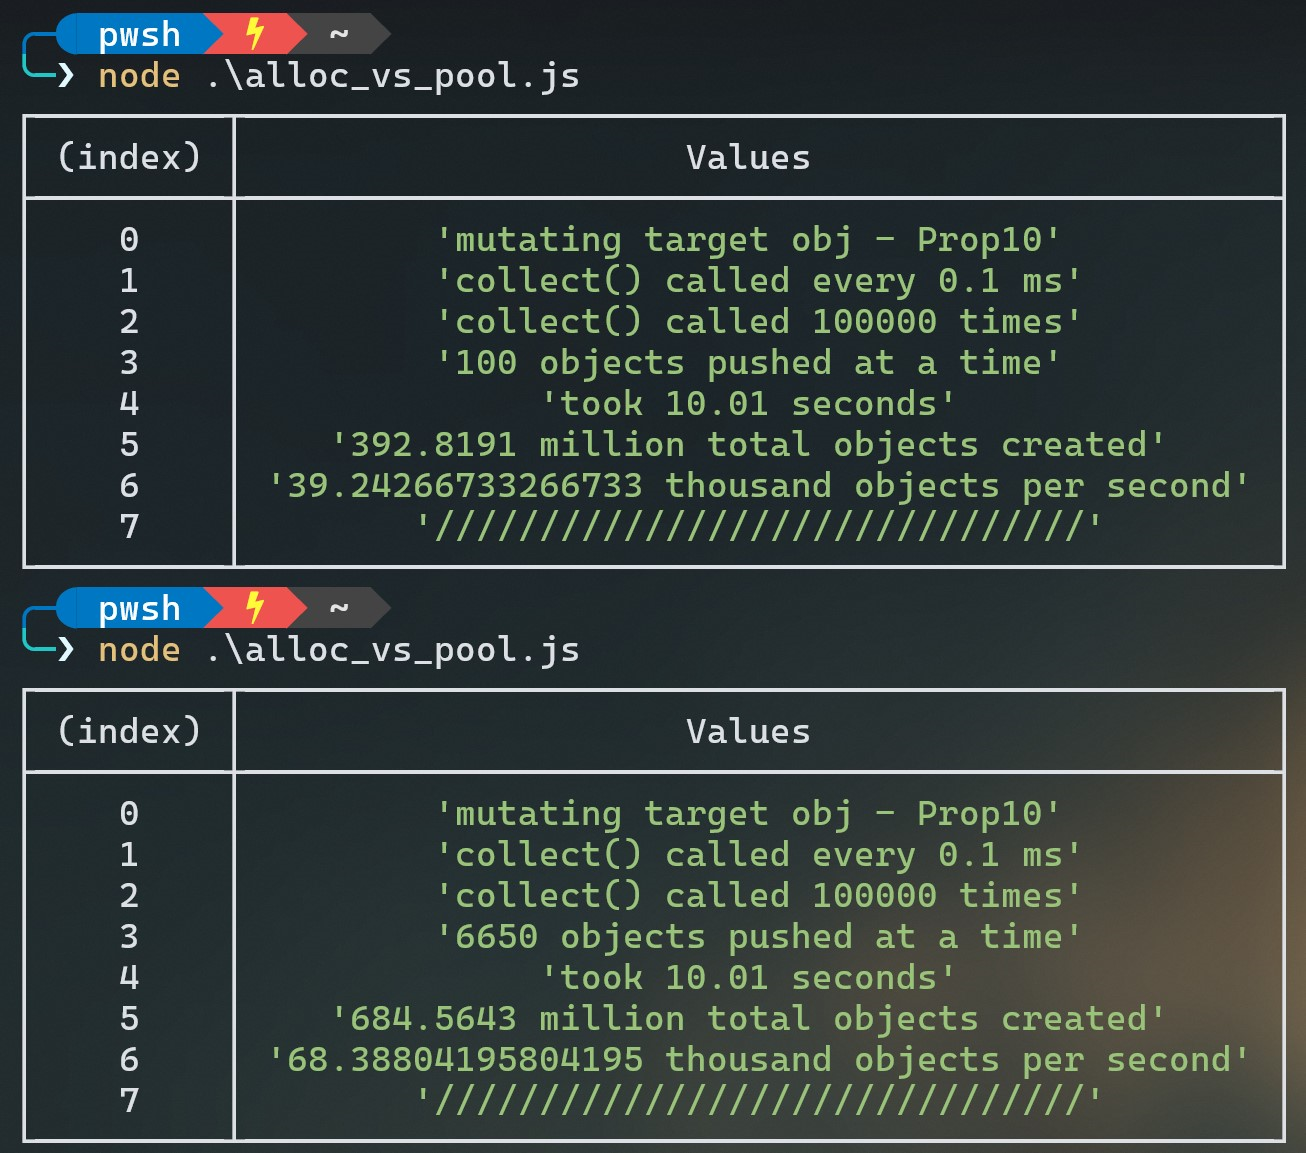 pwsh ⚡ ~
❯ node .\alloc_vs_pool.js
(index) Values
0 'mutating target obj - Prop10'
1 'collect() called every 0.1 ms'
2 'collect() called 100000 times'
3 '100 objects pushed at a time'
4 'took 10.01 seconds'
5 '392.8191 million total objects created'
6 '39.24266733266733 thousand objects per second'
7 '///////////////////////////////'
pwsh ⚡ ~
❯ node .\alloc_vs_pool.js
(index) Values
0 'mutating target obj - Prop10'
1 'collect() called every 0.1 ms'
2 'collect() called 100000 times'
3 '6650 objects pushed at a time'
4 'took 10.01 seconds'
5 '684.5643 million total objects created'
6 '68.38804195804195 thousand objects per second'
7 '///////////////////////////////'